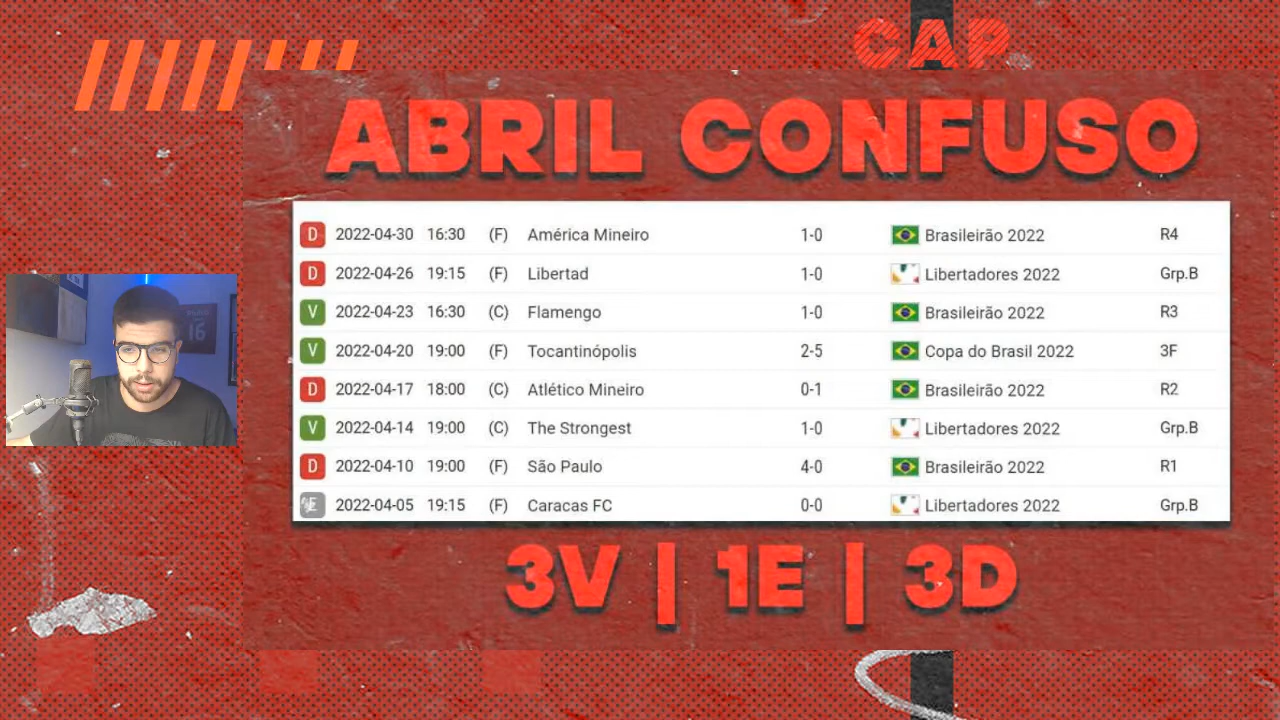 CAP
ABRIL CONFUSO
D 2022-04-30 16:30 (F) América Mineiro 1-0 Brasileirão 2022 R4
D 2022-04-26 19:15 (F) Libertad 1-0 Libertadores 2022 Grp.B
V 2022-04-23 16:30 (C) Flamengo 1-0 Brasileirão 2022 R3
V 2022-04-20 19:00 (F) Tocantinópolis 2-5 Copa do Brasil 2022 3F
D 2022-04-17 18:00 (C) Atlético Mineiro 0-1 Brasileirão 2022 R2
V 2022-04-14 19:00 (C) The Strongest 1-0 Libertadores 2022 Grp.B
D 2022-04-10 19:00 (F) São Paulo 4-0 Brasileirão 2022 R1
E 2022-04-05 19:15 (F) Caracas FC 0-0 Libertadores 2022 Grp.B
16
3V | 1E | 3D